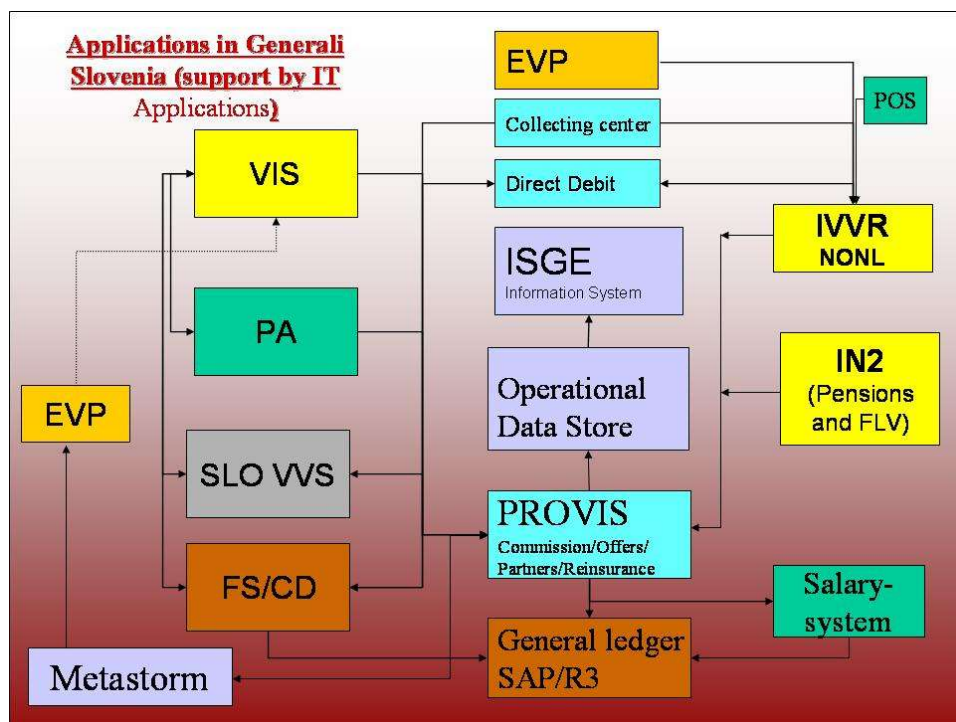 Applications in Generali
Slovenia (support by IT
Applications)
EVP
POS
Collecting center
VIS
Direct Debit
IVVR
NONL
ISGE
Information System
PA
IN2
(Pensions
and FLV)
Operational
Data Store
EVP
SLO VVS
PROVIS
Commission/Offers/
Partners/Reinsurance
FS/CD
Salary-
system
General ledger
SAP/R3
Metastorm